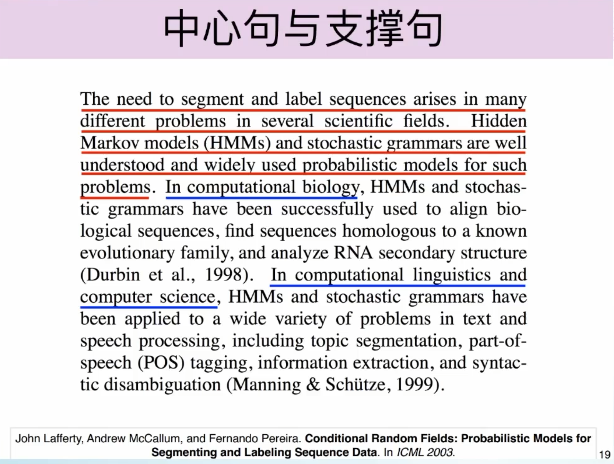 中心句与支撑句
The need to segment and label sequences arises in many
different problems in several scientific fields. Hidden
Markov models (HMMs) and stochastic grammars are well
understood and widely used probabilistic models for such
problems. In computational biology, HMMs and stochas-
tic grammars have been successfully used to align bio-
logical sequences, find sequences homologous to a known
evolutionary family, and analyze RNA secondary structure
(Durbin et al., 1998). In computational linguistics and
computer science, HMMs and stochastic grammars have
been applied to a wide variety of problems in text and
speech processing, including topic segmentation, part-of-
speech (POS) tagging, information extraction, and syntac-
tic disambiguation (Manning & Schütze, 1999).
John Lafferty, Andrew McCallum, and Fernando Pereira. Conditional Random Fields: Probabilistic Models for
Segmenting and Labeling Sequence Data. In ICML 2003.
19